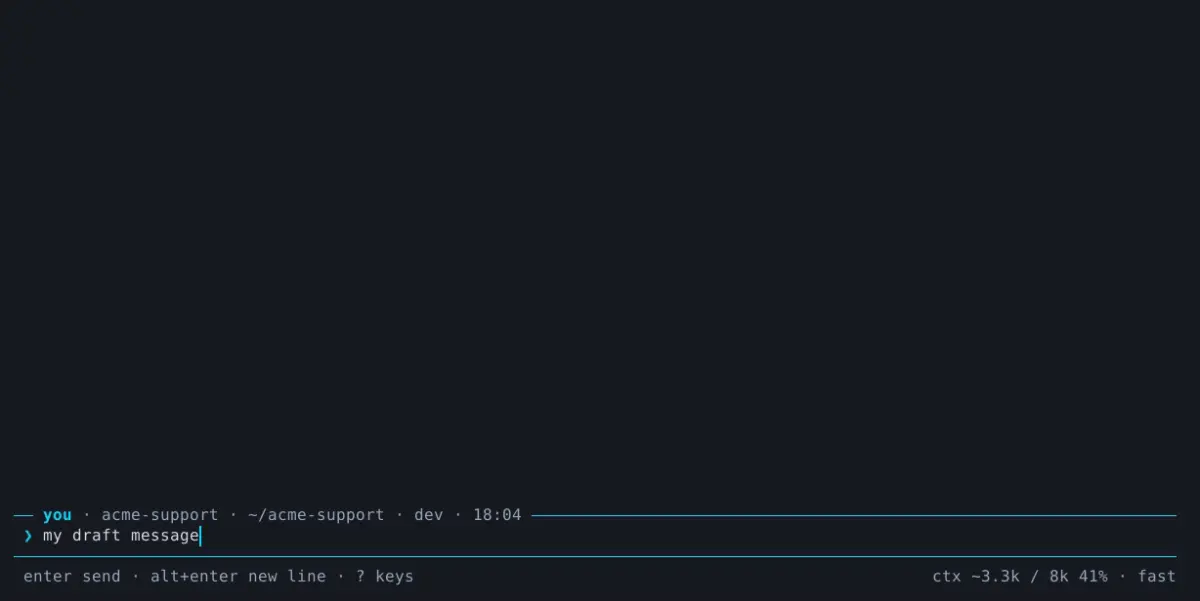 you · acme-support · ~/acme-support · dev · 18:04
❯ my draft message
enter send · alt+enter new line · ? keys
ctx ~3.3k / 8k 41% · fast